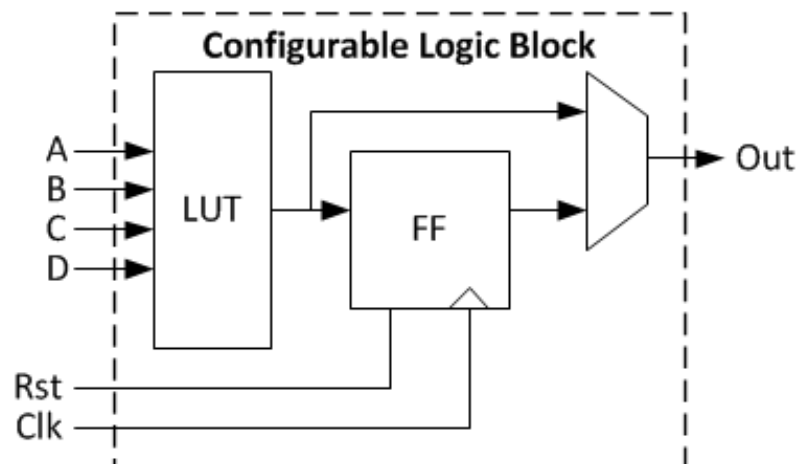 Configurable Logic Block
A
B
C
D
LUT
FF
Out
Rst
Clk